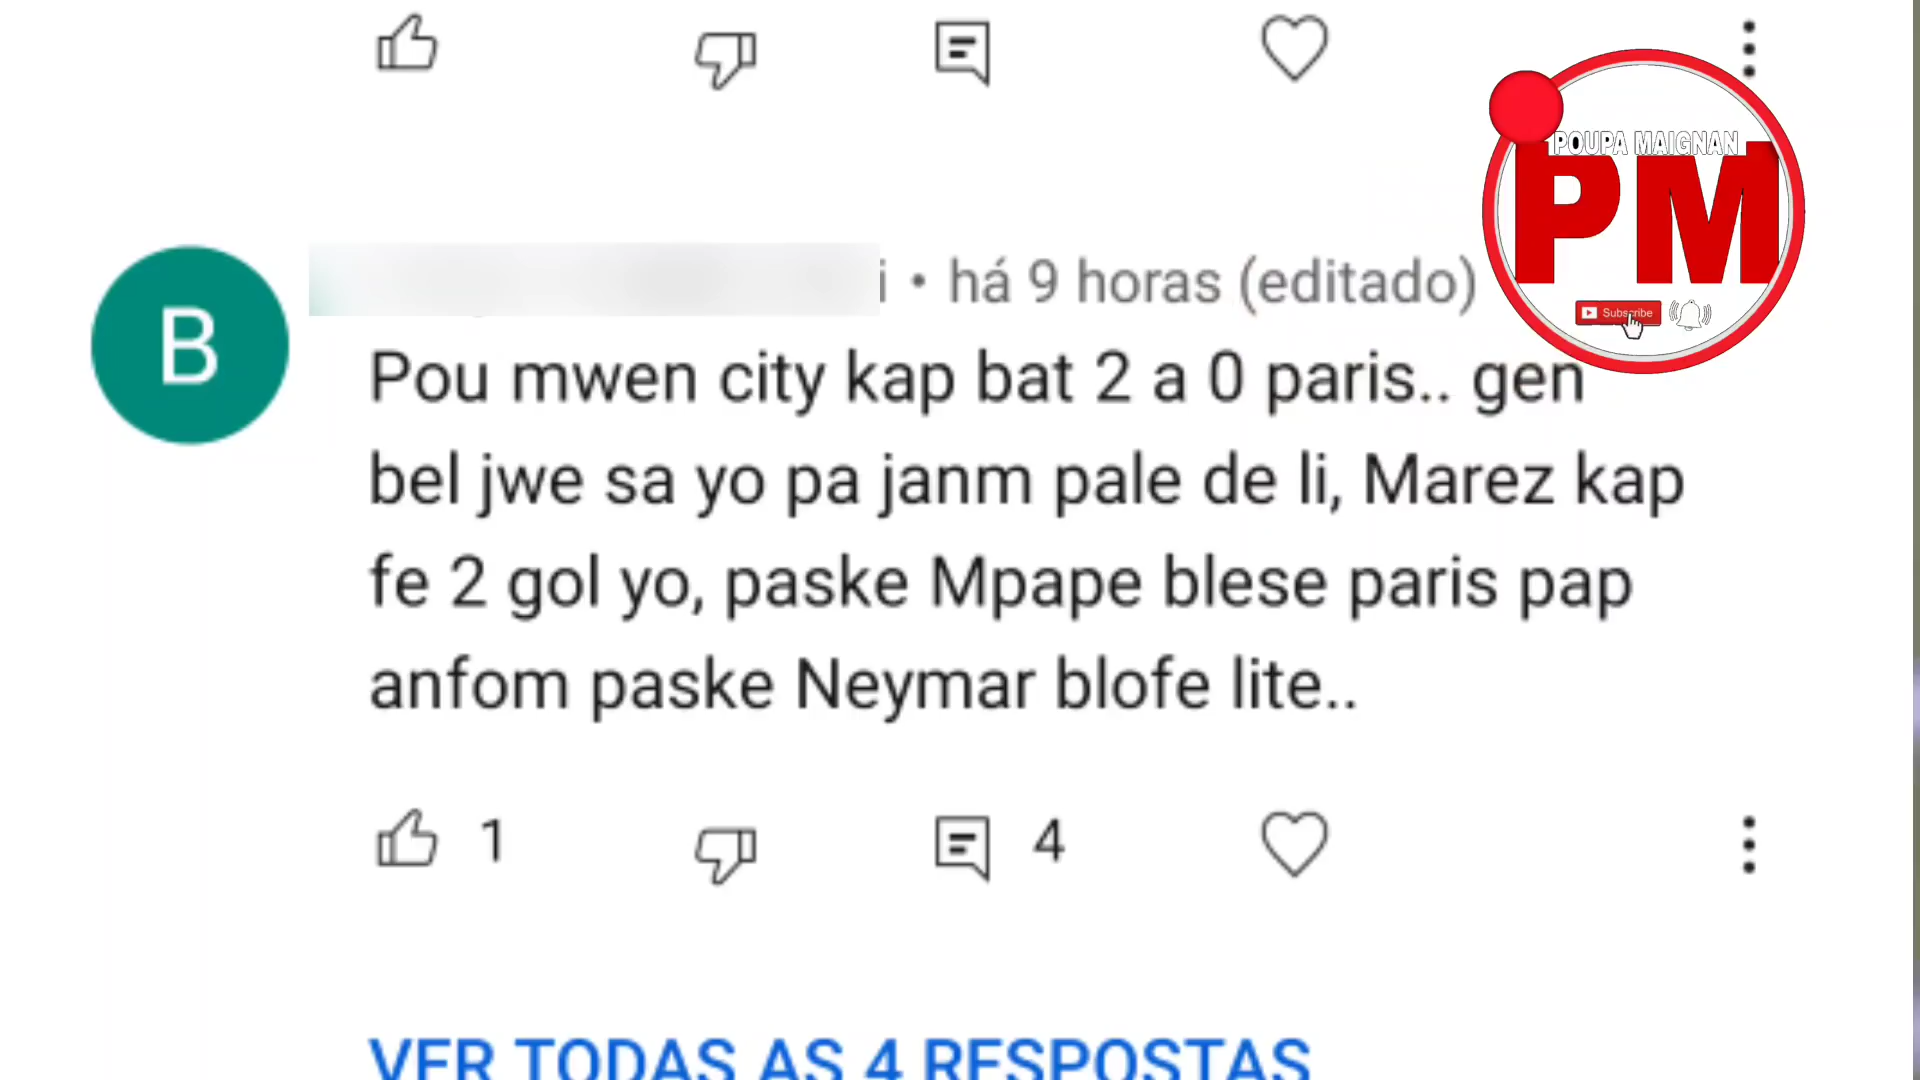 POUPA MAIGNAN
PM
Subscribe
B
i • há 9 horas (editado)
Pou mwen city kap bat 2 a 0 paris.. gen
bel jwe sa yo pa janm pale de li, Marez kap
fe 2 gol yo, paske Mpape blese paris pap
anfom paske Neymar blofe lite..
1
4
VER TODAS AS 4 RESPOSTAS